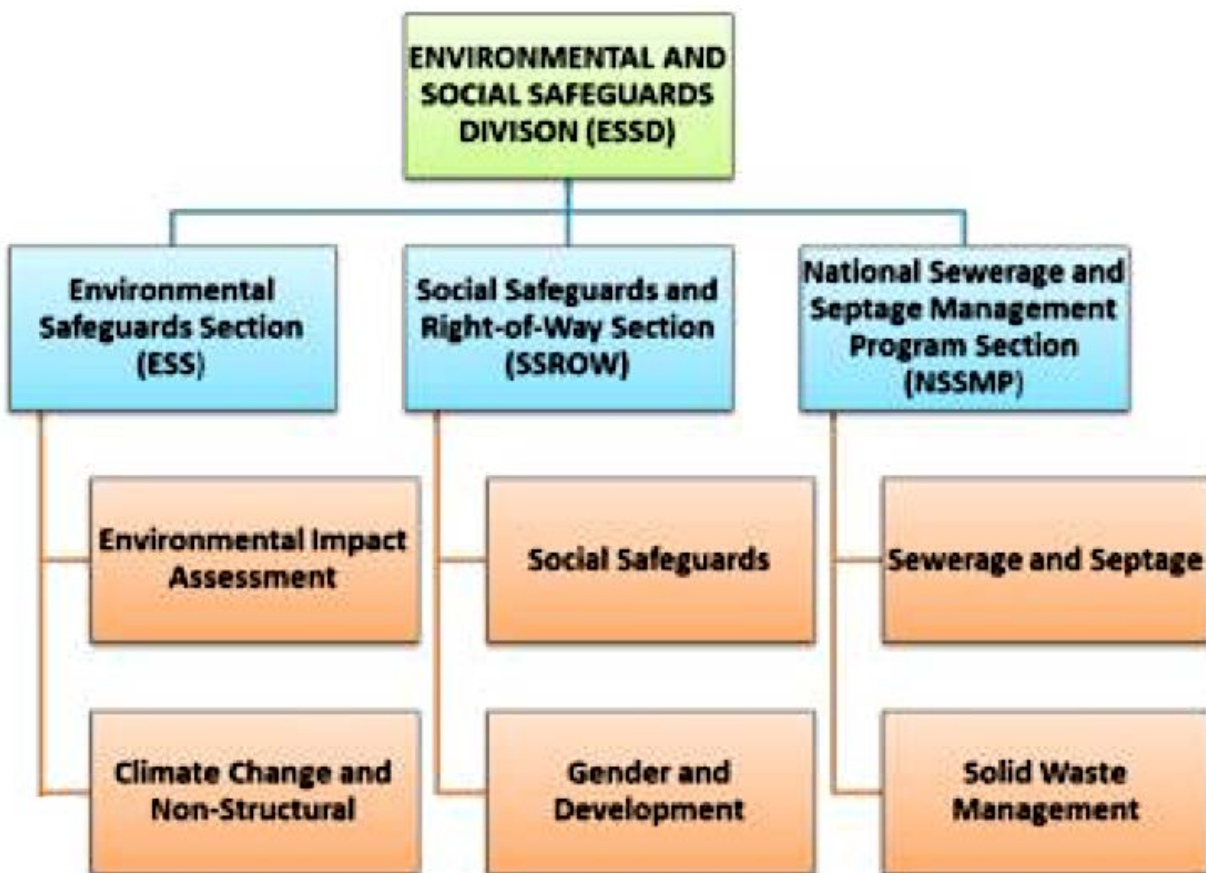 ENVIRONMENTAL AND
SOCIAL SAFEGUARDS
DIVISON (ESSD)
Environmental
Safeguards Section
(ESS)
Social Safeguards and
Right-of-Way Section
(SSROW)
National Sewerage and
Septage Management
Program Section
(NSSMP)
Environmental Impact
Assessment
Social Safeguards
Sewerage and Septage
Climate Change and
Non-Structural
Gender and
Development
Solid Waste
Management